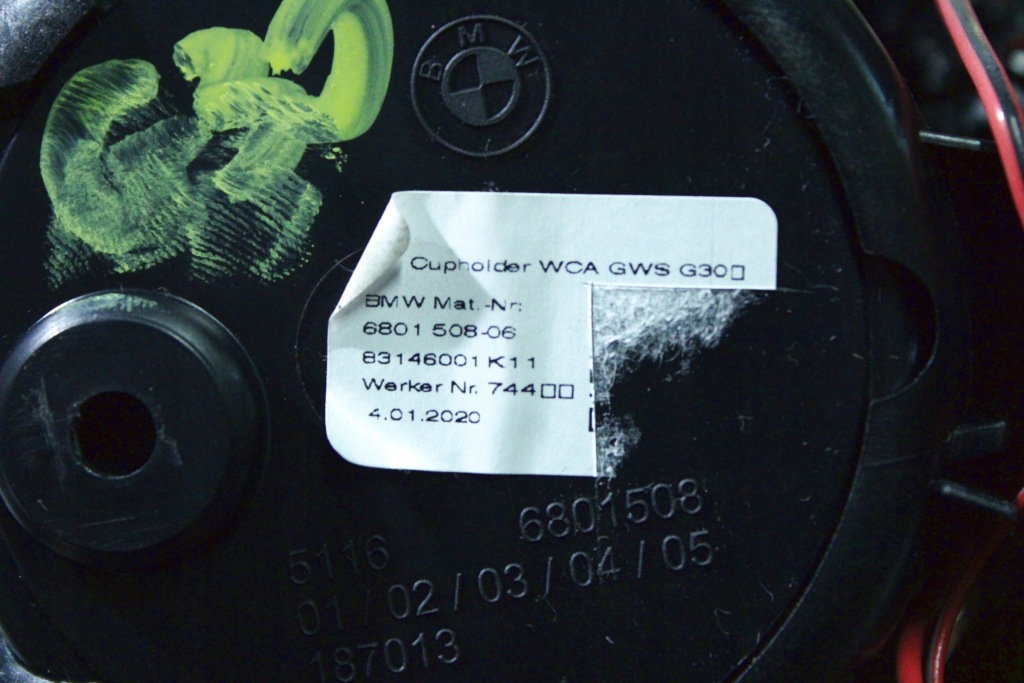 BMW
Cupholder WCA GWS G30□
BMW Mat.-Nr:
6801 508-06
83146001 K11
Werker Nr. 744□□
4.01.2020
6801508
5116
01 / 02 / 03 / 04 / 05
187013